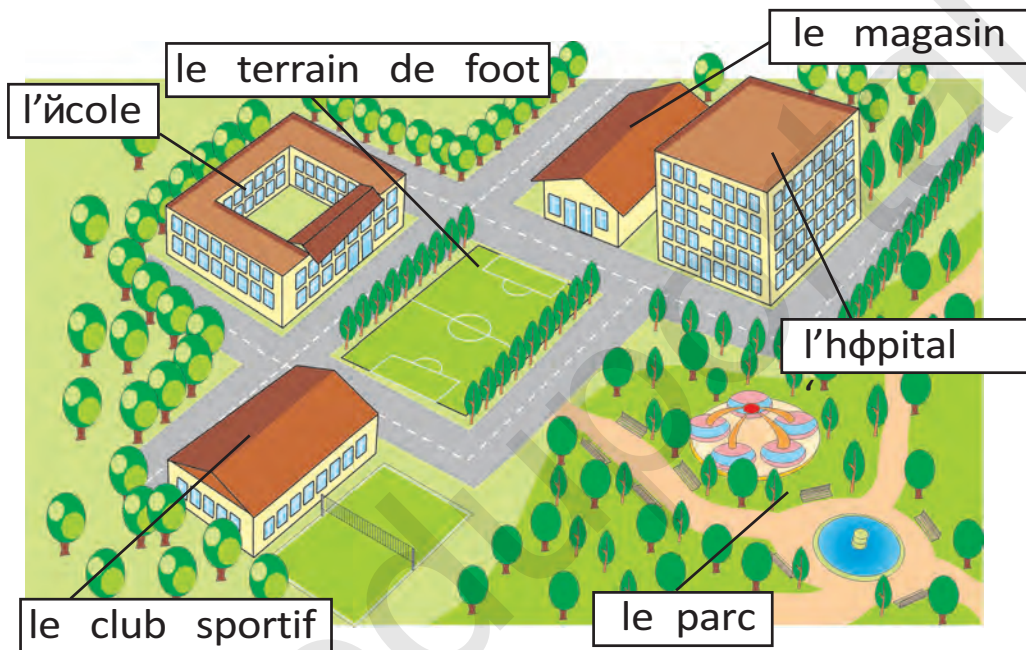 le magasin
le terrain de foot
l'йcole
l'hфpital
le club sportif
le parc